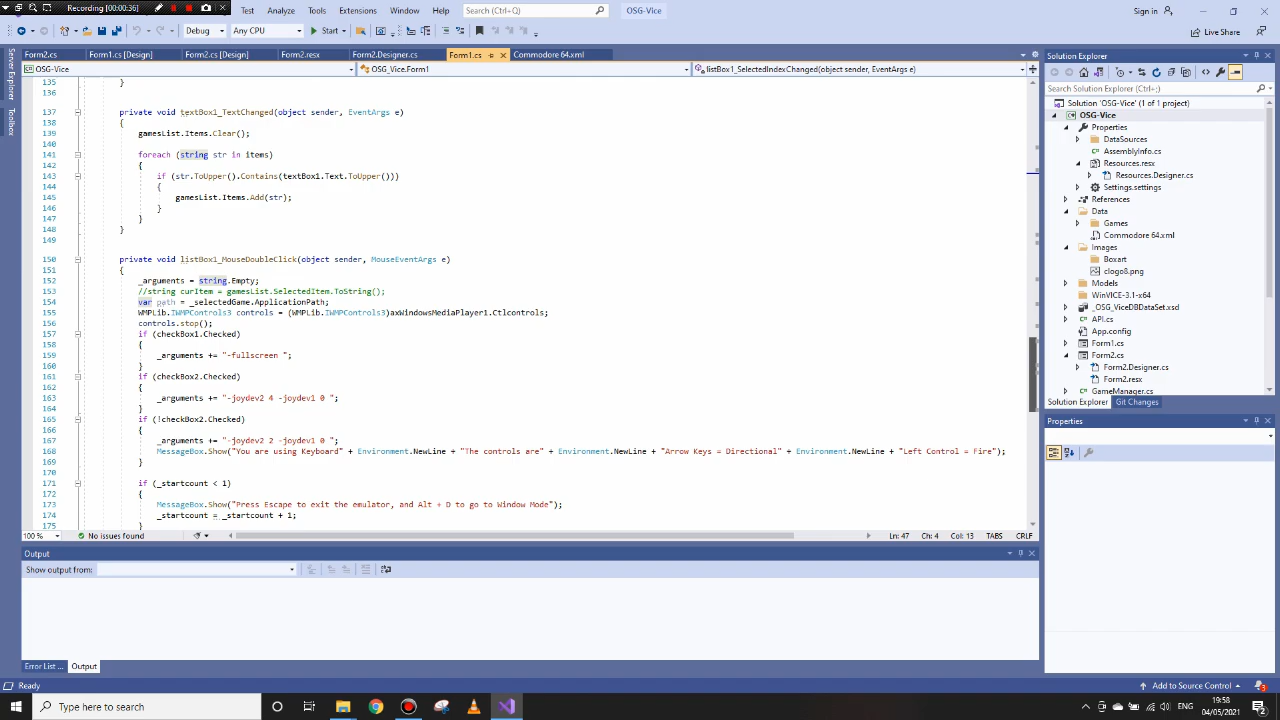 Recording [00:00:36]
Test Analyze Tools Extensions Window Help Search (Ctrl+Q) OSG-Vice Sign in
Debug Any CPU Start Live Share
Form2.cs Form1.cs [Design] Form2.cs [Design] Form2.resx Form2.Designer.cs Form1.cs Commodore 64.xml
OSG-Vice OSG_Vice.Form1 listBox1_SelectedIndexChanged(object sender, EventArgs e)
Server Explorer
Toolbox
135 }
136
137 private void textBox1_TextChanged(object sender, EventArgs e)
138 {
139 gamesList.Items.Clear();
140
141 foreach (string str in items)
142 {
143 if (str.ToUpper().Contains(textBox1.Text.ToUpper()))
144 {
145 gamesList.Items.Add(str);
146 }
147 }
148 }
149
150 private void listBox1_MouseDoubleClick(object sender, MouseEventArgs e)
151 {
152 _arguments = string.Empty;
153 //string curItem = gamesList.SelectedItem.ToString();
154 var path = _selectedGame.ApplicationPath;
155 WMPLib.IWMPControls3 controls = (WMPLib.IWMPControls3)axWindowsMediaPlayer1.Ctlcontrols;
156 controls.stop();
157 if (checkBox1.Checked)
158 {
159 _arguments += "-fullscreen ";
160 }
161 if (checkBox2.Checked)
162 {
163 _arguments += "-joydev2 4 -joydev1 0 ";
164 }
165 if (!checkBox2.Checked)
166 {
167 _arguments += "-joydev2 2 -joydev1 0 ";
168 MessageBox.Show("You are using Keyboard" + Environment.NewLine + "The controls are" + Environment.NewLine + "Arrow Keys = Directional" + Environment.NewLine + "Left Control = Fire");
169 }
170
171 if (_startcount < 1)
172 {
173 MessageBox.Show("Press Escape to exit the emulator, and Alt + D to go to Window Mode");
174 _startcount = _startcount + 1;
175 }
100 % No issues found Ln: 47 Ch: 4 Col: 13 TABS CRLF
Output
Show output from:
Error List ... Output
Solution Explorer
Search Solution Explorer (Ctrl+;)
Solution 'OSG-Vice' (1 of 1 project)
OSG-Vice
Properties
DataSources
AssemblyInfo.cs
Resources.resx
Resources.Designer.cs
Settings.settings
References
Data
Games
Commodore 64.xml
Images
Boxart
clogo8.png
Models
WinVICE-3.1-x64
_OSG_ViceDBDataSet.xsd
API.cs
App.config
Form1.cs
Form2.cs
Form2.Designer.cs
Form2.resx
GameManager.cs
Solution Explorer Git Changes
Properties
Ready Add to Source Control 3
Type here to search
19:58
04/05/2021
2